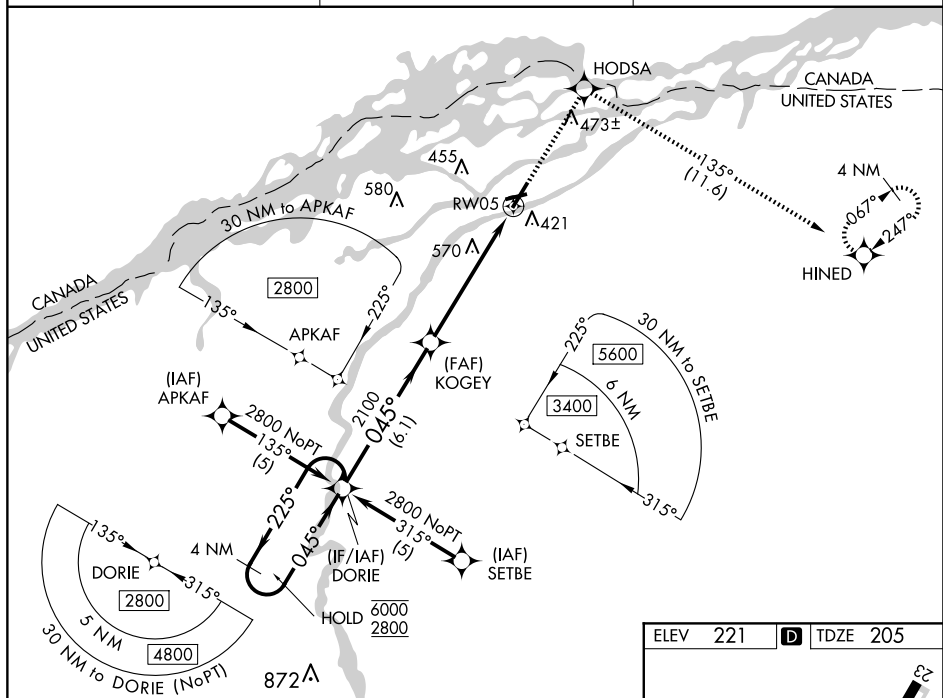 HODSA
CANADA
UNITED STATES
473±
135°
(11.6)
4 NM
067°
247°
HINED
455
580
RW05
421
570
30 NM to APKAF
2800
135°
225°
APKAF
CANADA
UNITED STATES
(FAF)
KOGEY
2100
045°
(6.1)
30 NM to SETBE
5600
225°
6 NM
3400
SETBE
315°
(IAF)
APKAF
2800 NoPT
135°
(5)
2800 NoPT
315°
(5)
(IAF)
SETBE
225°
045°
4 NM
(IF/IAF)
DORIE
HOLD 6000
2800
135°
DORIE
315°
2800
5 NM
4800
30 NM to DORIE (NoPT)
872
ELEV 221 D TDZE 205
23